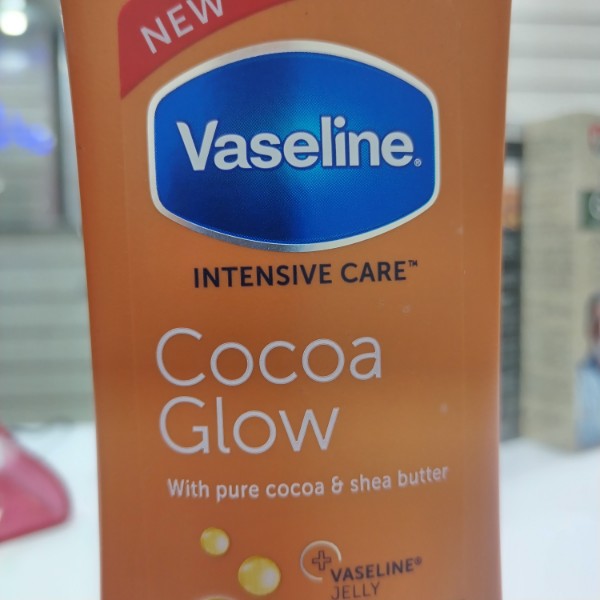 NEW
Vaseline®
INTENSIVE CARE™
Cocoa
Glow
With pure cocoa & shea butter
VASELINE®
JELLY